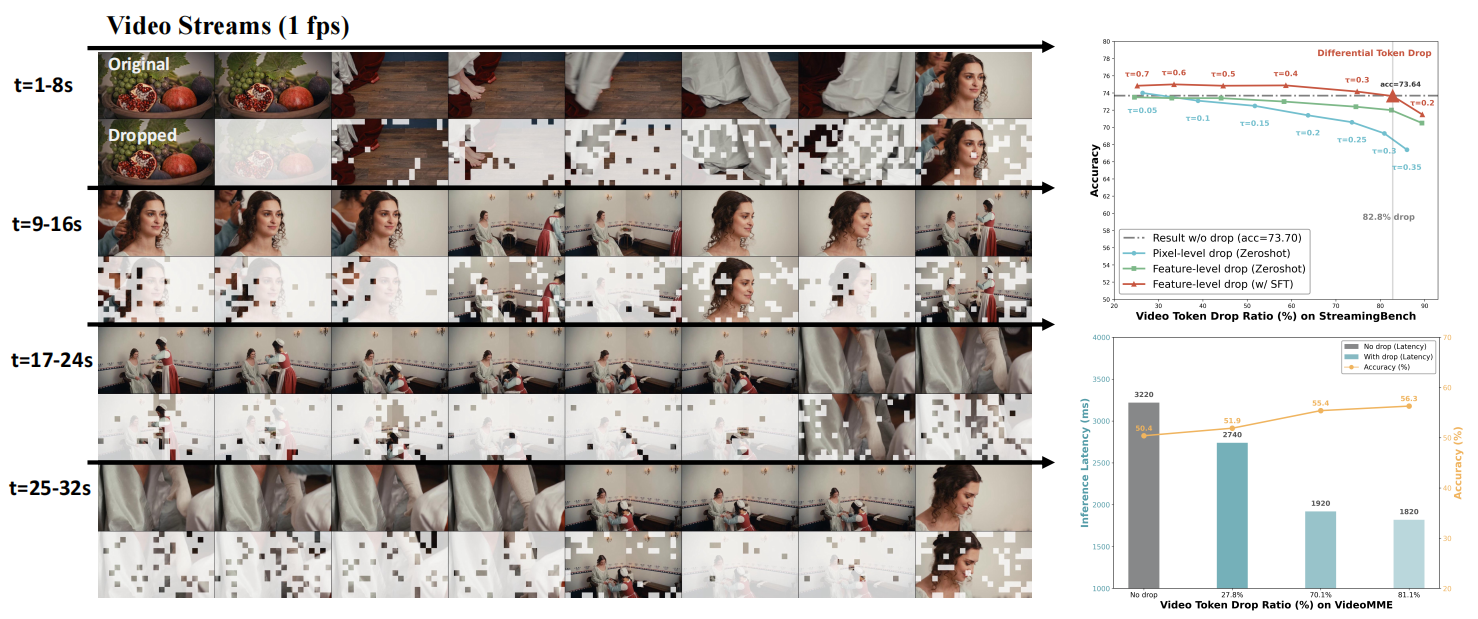 Video Streams (1 fps)
t=1-8s
Original
Dropped
t=9-16s
t=17-24s
t=25-32s
Differential Token Drop
80
78
76
74
72
70
68
66
64
62
60
58
56
54
52
50
Accuracy
τ=0.7
τ=0.6
τ=0.5
τ=0.4
τ=0.3
acc=73.64
τ=0.2
τ=0.05
τ=0.1
τ=0.15
τ=0.2
τ=0.25
τ=0.3
τ=0.35
82.8% drop
Result w/o drop (acc=73.70)
Pixel-level drop (Zeroshot)
Feature-level drop (Zeroshot)
Feature-level drop (w/ SFT)
20 30 40 50 60 70 80 90
Video Token Drop Ratio (%) on StreamingBench
4000
3500
3000
2500
2000
1500
1000
Inference Latency (ms)
No drop (Latency)
With drop (Latency)
Accuracy (%)
3220
50.4
51.9
2740
55.4
1920
56.3
1820
70
60
50
40
30
20
Accuracy (%)
No drop 27.8% 70.1% 81.1%
Video Token Drop Ratio (%) on VideoMME